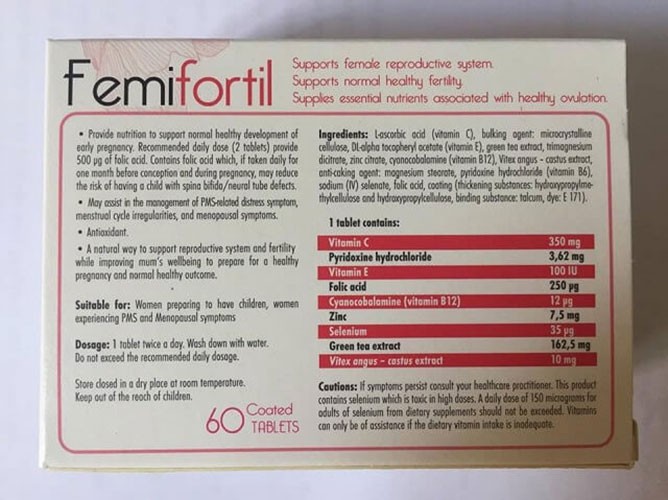 Femifortil
Supports female reproductive system.
Supports normal healthy fertility.
Supplies essential nutrients associated with healthy ovulation.
• Provide nutrition to support normal healthy development of
early pregnancy. Recommended daily dose (2 tablets) provide
500 µg of folic acid. Contains folic acid which, if taken daily for
one month before conception and during pregnancy, may reduce
the risk of having a child with spina bifida/neural tube defects.
• May assist in the management of PMS-related distress symptom,
menstrual cycle irregularities, and menopausal symptoms.
• Antioxidant.
• A natural way to support reproductive system and fertility
while improving mum's wellbeing to prepare for a healthy
pregnancy and normal healthy outcome.
Suitable for: Women preparing to have children, women
experiencing PMS and Menopausal symptoms
Dosage: 1 tablet twice a day. Wash down with water.
Do not exceed the recommended daily dosage.
Store closed in a dry place at room temperature.
Keep out of the reach of children.
60 Coated
TABLETS
Ingredients: L-ascorbic acid (vitamin C), bulking agent: microcrystalline
cellulose, DL-alpha tocopheryl acetate (vitamin E), green tea extract, trimagnesium
dicitrate, zinc citrate, cyanocobalamine (vitamin B12), Vitex angus - castus extract,
anti-caking agent: magnesium stearate, pyridoxine hydrochloride (vitamin B6),
sodium (IV) selenate, folic acid, coating (thickening substances: hydroxypropylme-
thylcellulose and hydroxypropylcellulose, binding substance: talcum, dye: E 171).
1 tablet contains:
Vitamin C 350 mg
Pyridoxine hydrochloride 3,62 mg
Vitamin E 100 IU
Folic acid 250 µg
Cyanocobalamine (vitamin B12) 12 µg
Zinc 7,5 mg
Selenium 35 µg
Green tea extract 162,5 mg
Vitex angus - castus extract 10 mg
Cautions: If symptoms persist consult your healthcare practitioner. This product
contains selenium which is toxic in high doses. A daily dose of 150 micrograms for
adults of selenium from dietary supplements should not be exceeded. Vitamins
can only be of assistance if the dietary vitamin intake is inadequate.